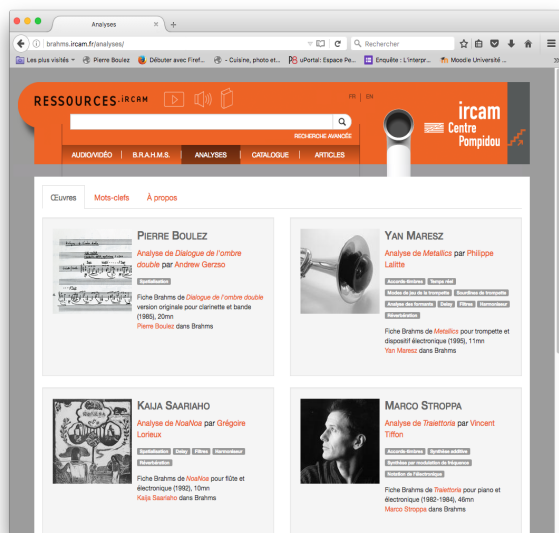 Analyses
brahms.ircam.fr/analyses/
Rechercher
Les plus visités
Pierre Boulez
Débuter avec Firef...
- Cuisine, photo et...
uPortal: Espace Pe...
Enquête : L'interpr...
Moodle Université ...
RESSOURCES.IRCAM
FR | EN
RECHERCHE AVANCÉE
ircam
Centre
Pompidou
AUDIO/VIDÉO | B.R.A.H.M.S. | ANALYSES | CATALOGUE | ARTICLES
Œuvres Mots-clefs À propos
PIERRE BOULEZ
Analyse de Dialogue de l'ombre
double par Andrew Gerzso
Spatialisation
Fiche Brahms de Dialogue de l'ombre double
version originale pour clarinette et bande
(1985), 20mn
Pierre Boulez dans Brahms
YAN MARESZ
Analyse de Metallics par Philippe
Lalitte
Accords-timbres Temps réel
Modes de jeu de la trompette Sourdines de trompette
Analyse des formants Delay Filtres Harmoniseur
Réverbération
Fiche Brahms de Metallics pour trompette et
dispositif électronique (1995), 11mn
Yan Maresz dans Brahms
KAIJA SAARIAHO
Analyse de NoaNoa par Grégoire
Lorieux
Spatialisation Delay Filtres Harmoniseur
Réverbération
Fiche Brahms de NoaNoa pour flûte et
électronique (1992), 10mn
Kaija Saariaho dans Brahms
MARCO STROPPA
Analyse de Traiettoria par Vincent
Tiffon
Accords-timbres Synthèse additive
Synthèse par modulation de fréquence
Notation de l'électronique
Fiche Brahms de Traiettoria pour piano et
électronique (1982-1984), 46mn
Marco Stroppa dans Brahms